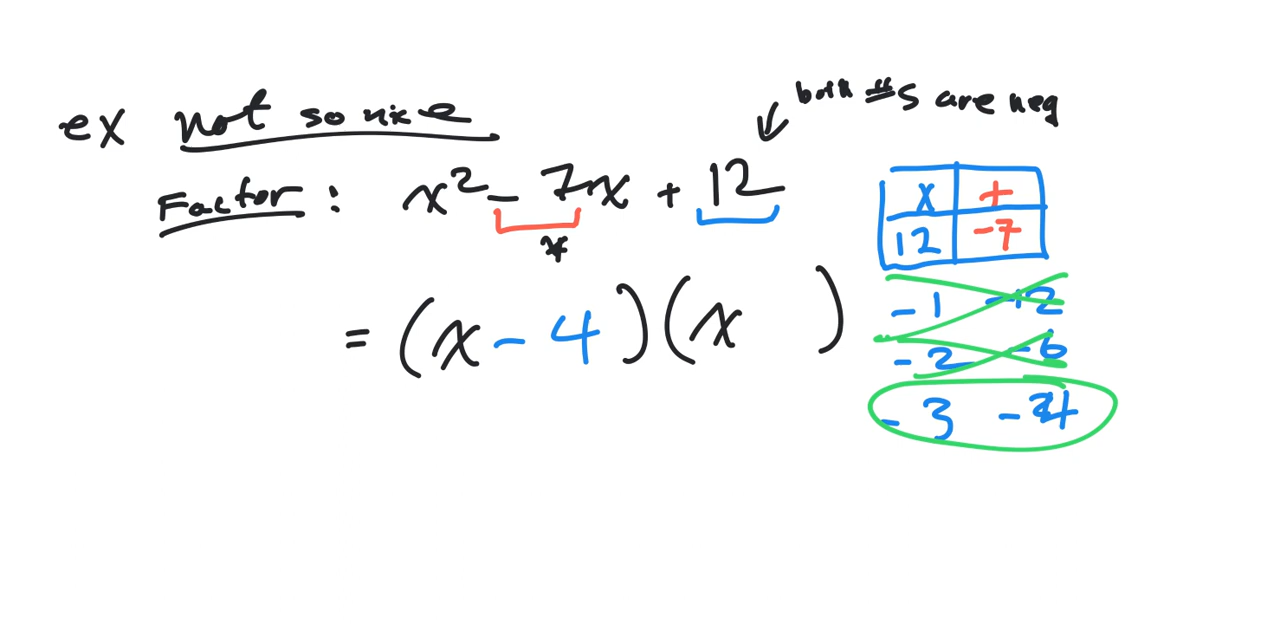 ex not so nice
both #s are neg
Factor: x² - 7x + 12
*
= (x - 4)(x )
x +
12 -7
-1 -12
-2 -6
-3 -4